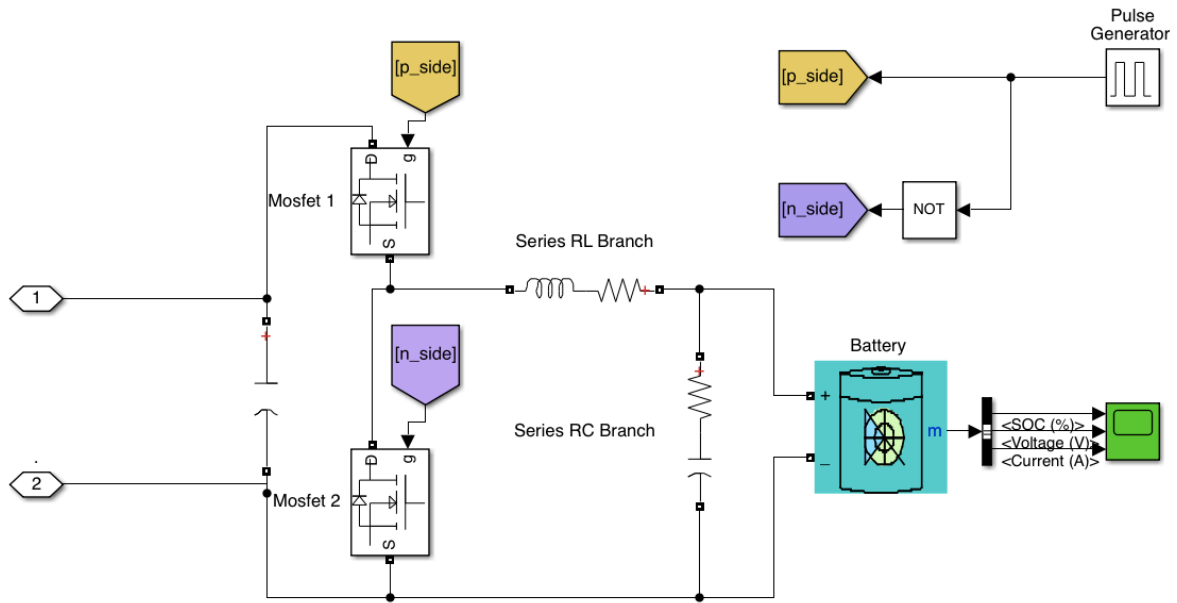 Pulse
Generator
[p_side]
[p_side]
D
g
Mosfet 1
S
[n_side]
NOT
Series RL Branch
1
+
+
[n_side]
Battery
+
+
Series RC Branch
m
<SOC (%)>
<Voltage (V)>
<Current (A)>
–
2
D
g
Mosfet 2
S